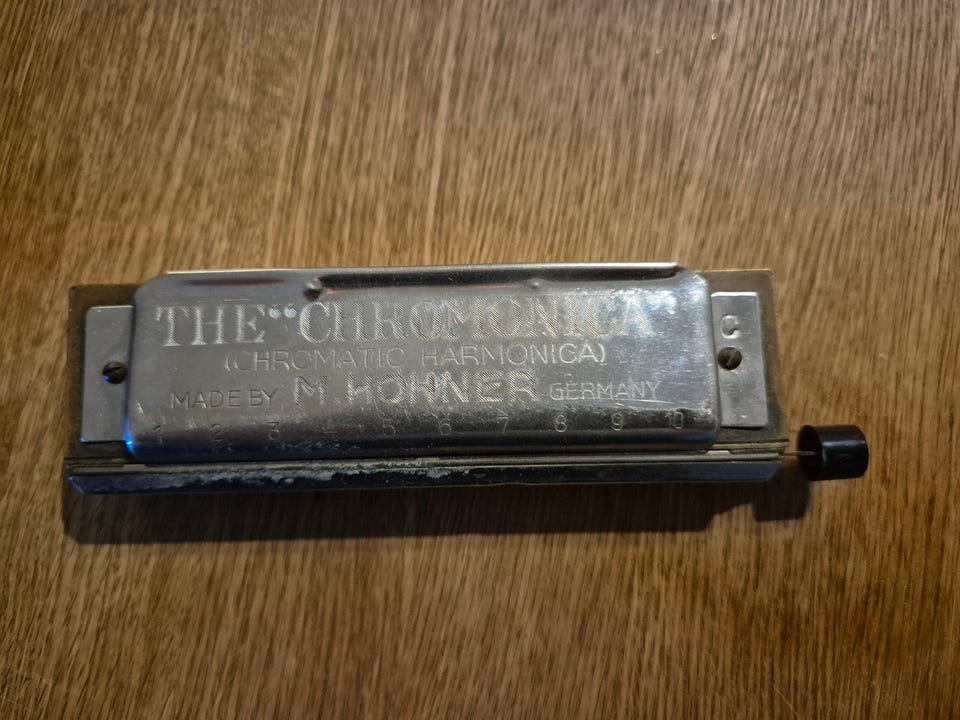 THE “CHROMONICA”
C
(CHROMATIC HARMONICA)
MADE BY M. HOHNER GERMANY
1 2 3 4 5 6 7 8 9 10